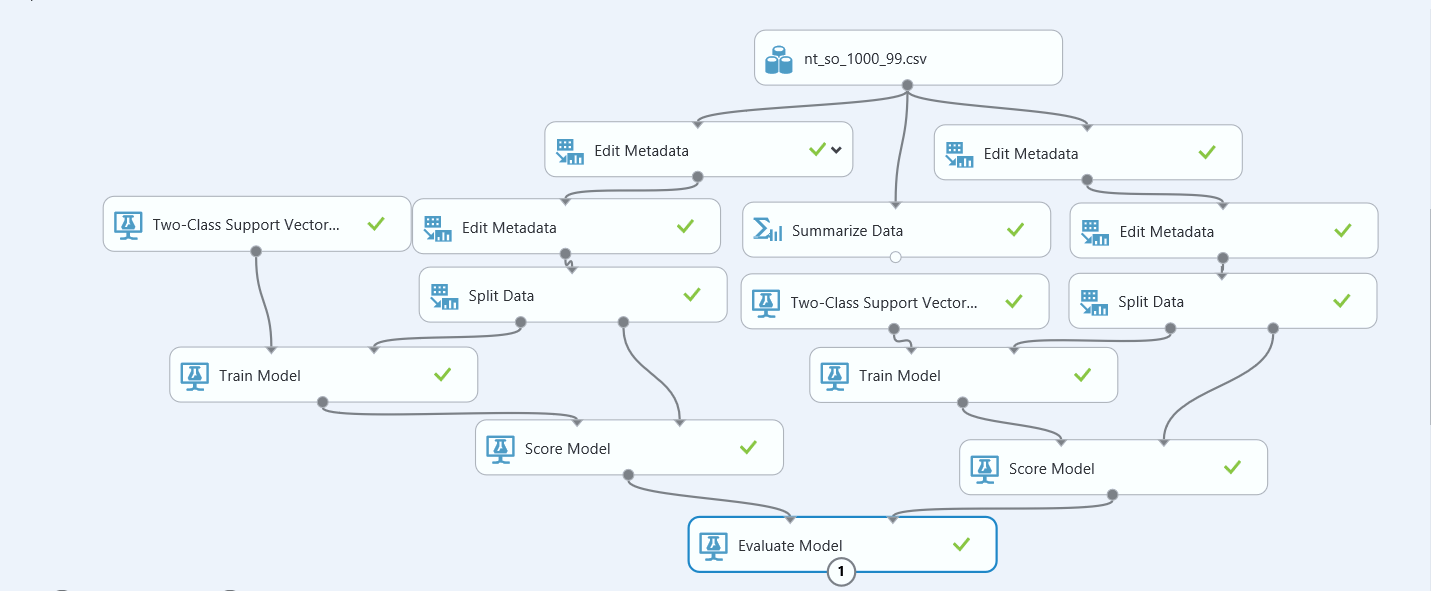 nt_so_1000_99.csv
Edit Metadata
Edit Metadata
Two-Class Support Vector...
Edit Metadata
Summarize Data
Edit Metadata
Split Data
Two-Class Support Vector...
Split Data
Train Model
Train Model
Score Model
Score Model
Evaluate Model
1